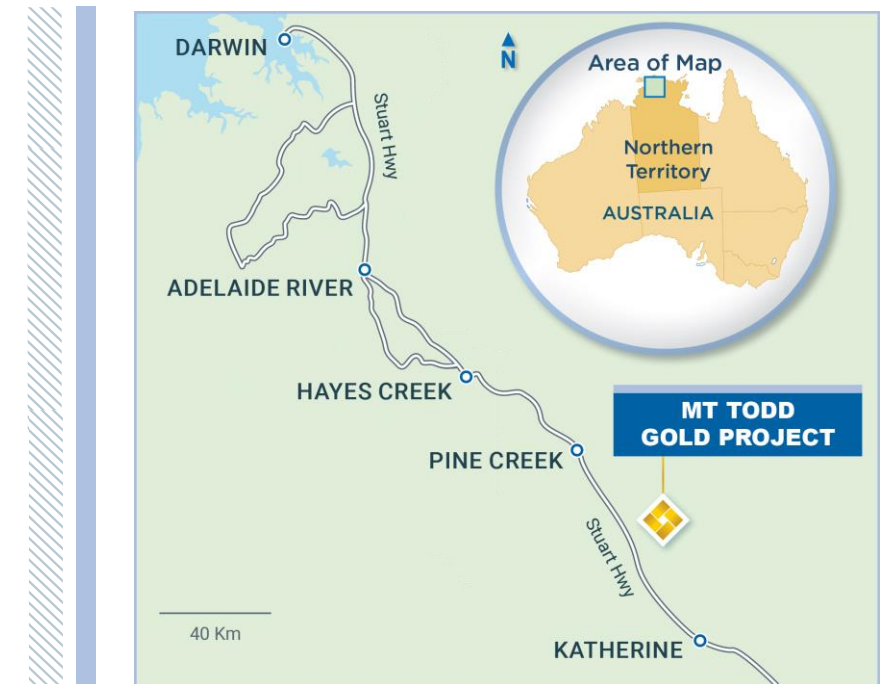 DARWIN
N
Area of Map
Northern
Territory
AUSTRALIA
Stuart Hwy
ADELAIDE RIVER
HAYES CREEK
MT TODD
GOLD PROJECT
PINE CREEK
Stuart Hwy
40 Km
KATHERINE